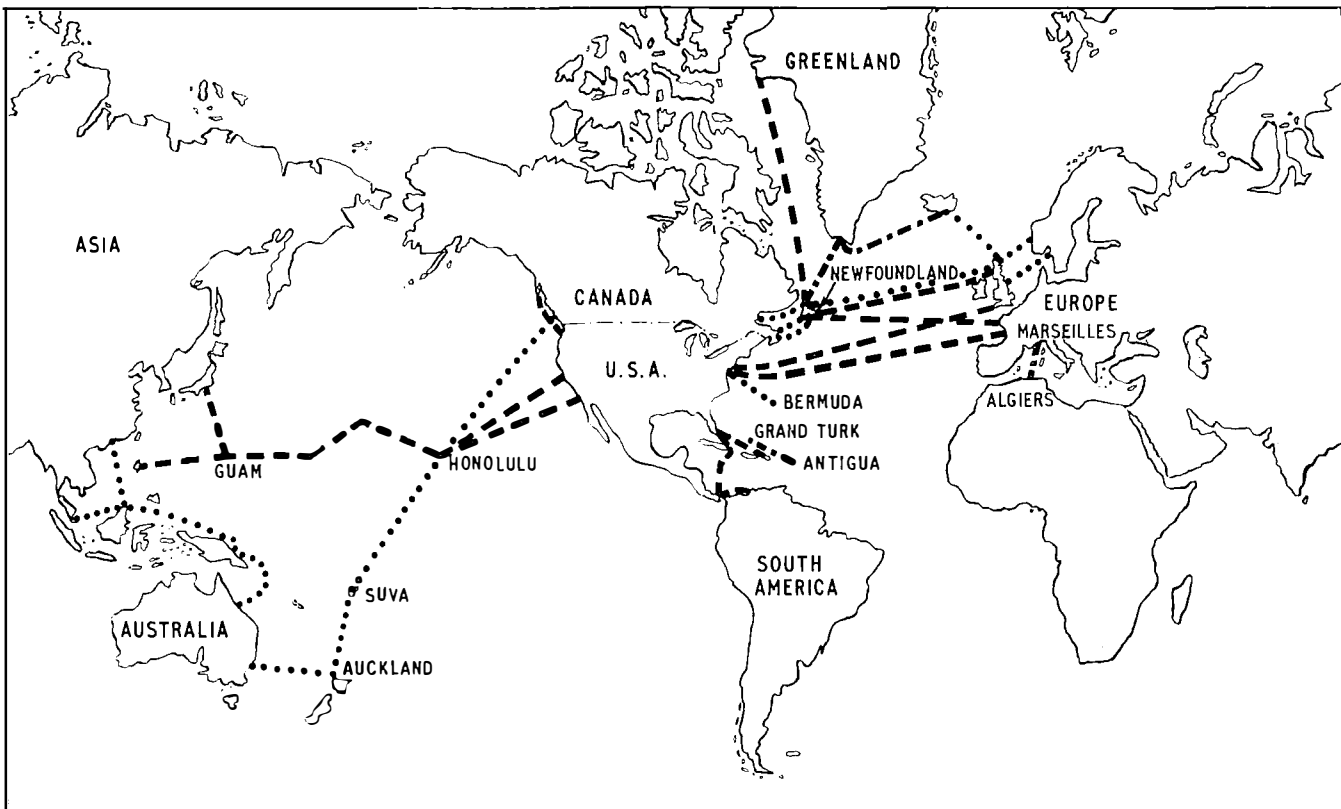 GREENLAND
ASIA
NEWFOUNDLAND
CANADA
EUROPE
MARSEILLES
U.S.A.
BERMUDA
ALGIERS
GRAND TURK
ANTIGUA
GUAM
HONOLULU
SOUTH
AMERICA
SUVA
AUSTRALIA
AUCKLAND